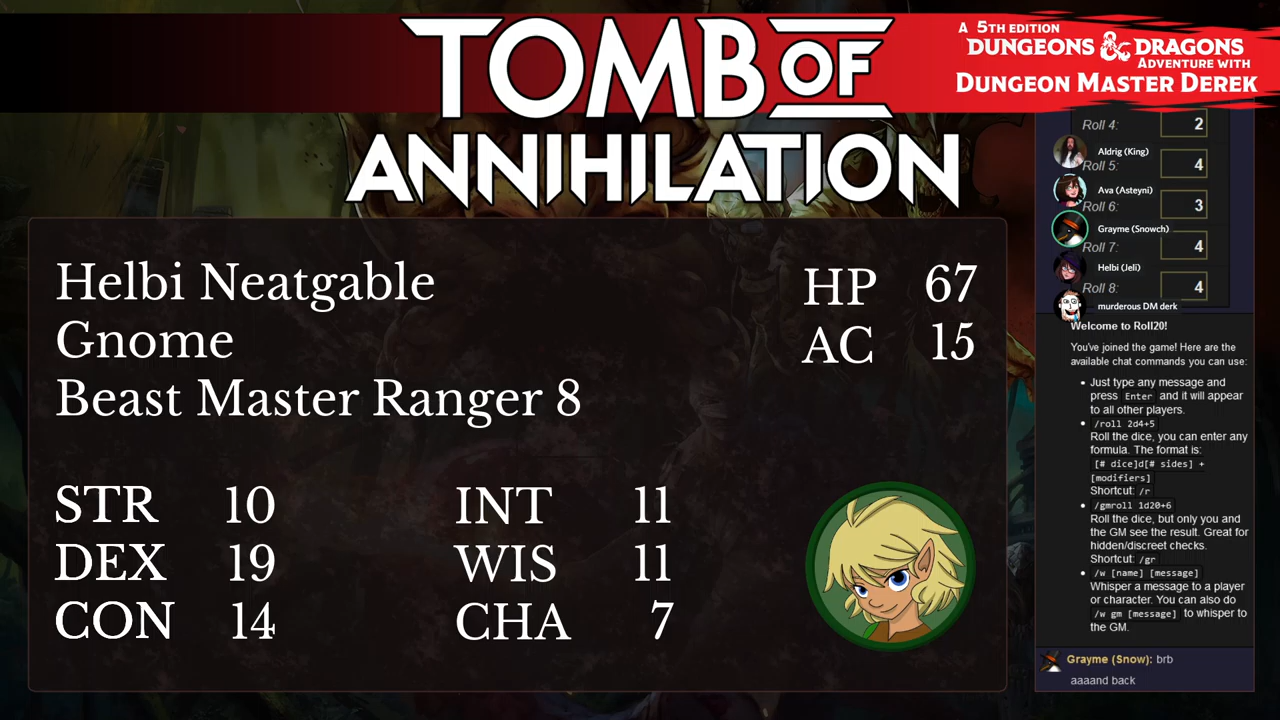 TOMB OF
ANNIHILATION
A 5TH EDITION
DUNGEONS & DRAGONS
ADVENTURE WITH
DUNGEON MASTER DEREK
Helbi Neatgable
Gnome
Beast Master Ranger 8
HP 67
AC 15
STR 10
DEX 19
CON 14
INT 11
WIS 11
CHA 7
Roll 4: 2
Aldrig (King)
Roll 5: 4
Ava (Asteyni)
Roll 6: 3
Grayme (Snowch)
Roll 7: 4
Helbi (Jeli)
Roll 8: 4
murderous DM derk
Welcome to Roll20!
You've joined the game! Here are the
available chat commands you can use:
• Just type any message and
press Enter and it will appear
to all other players.
• /roll 2d4+5
Roll the dice, you can enter any
formula. The format is:
[# dice]d[# sides] +
[modifiers]
Shortcut: /r
• /gmroll 1d20+6
Roll the dice, but only you and
the GM see the result. Great for
hidden/discreet checks.
Shortcut: /gr
• /w [name] [message]
Whisper a message to a player
or character. You can also do
/w gm [message] to whisper to
the GM.
Grayme (Snow): brb
aaaand back